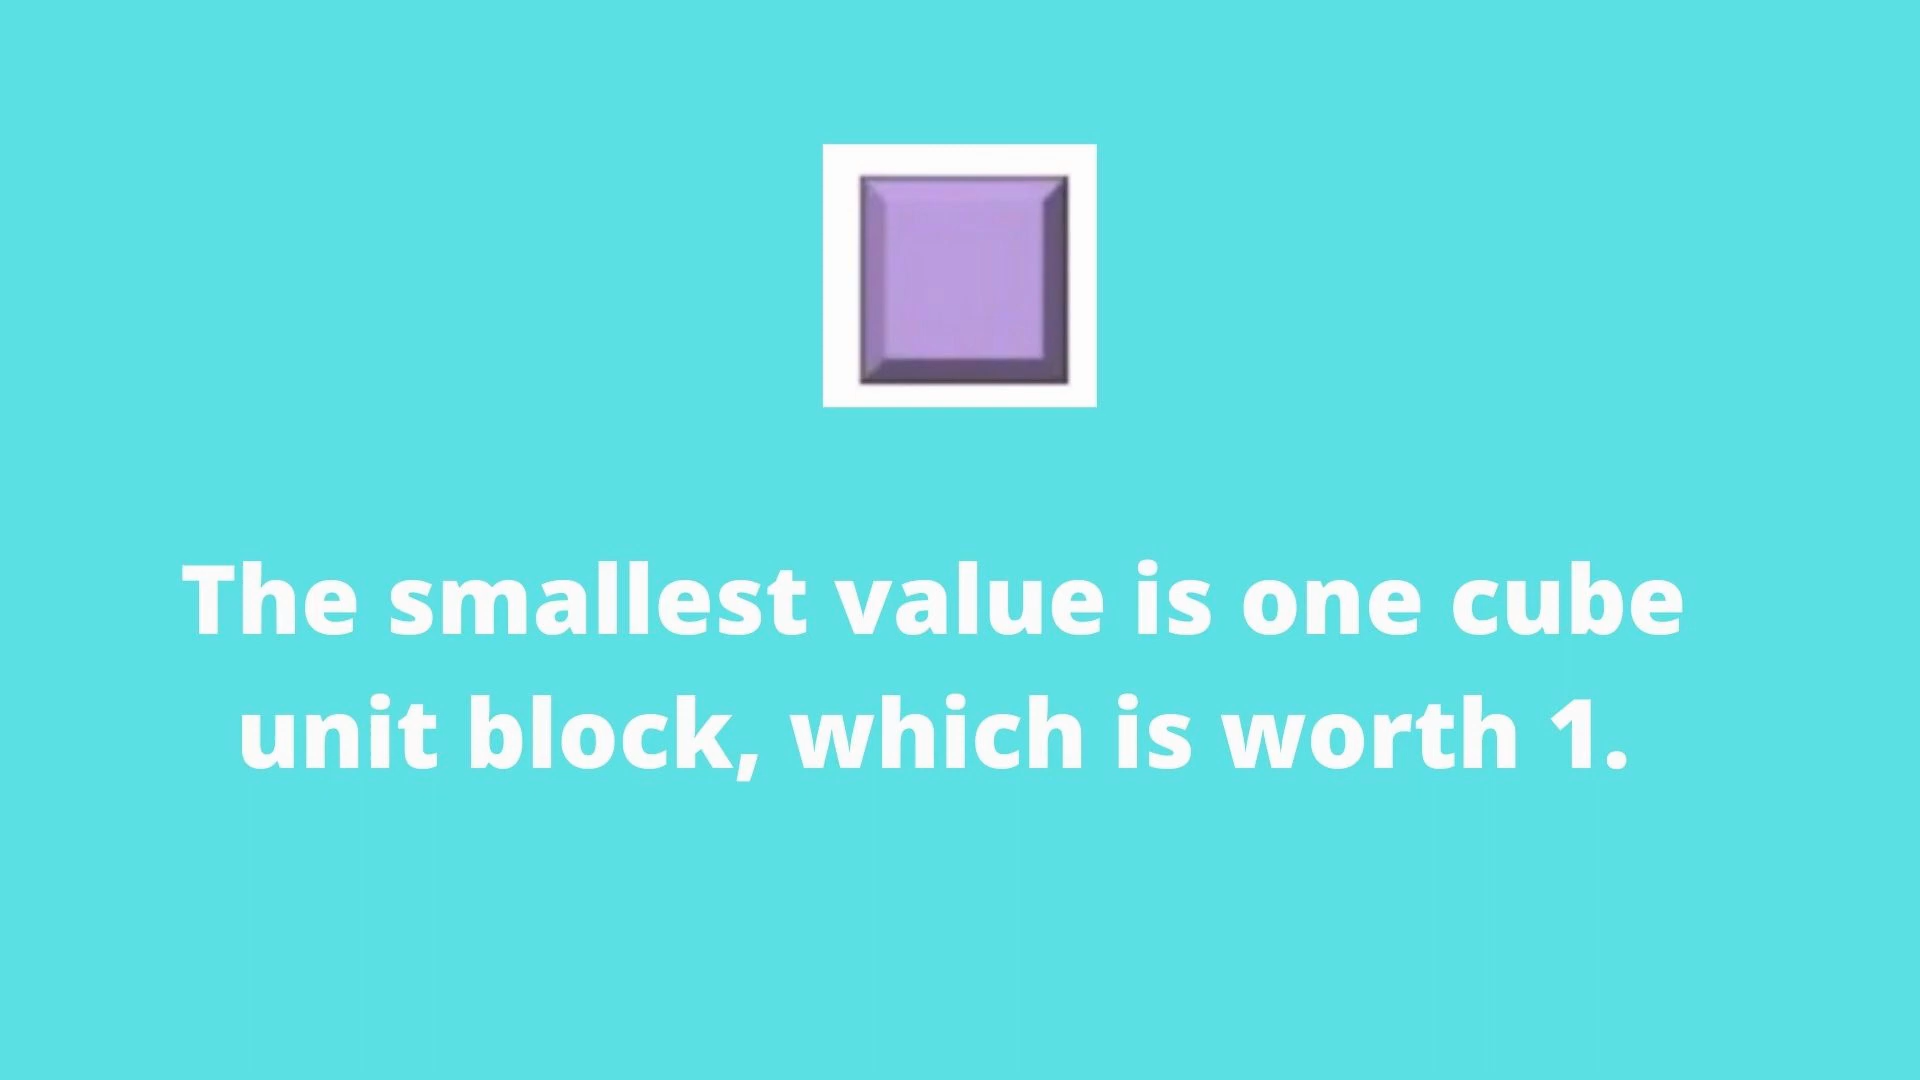 The smallest value is one cube
unit block, which is worth 1.